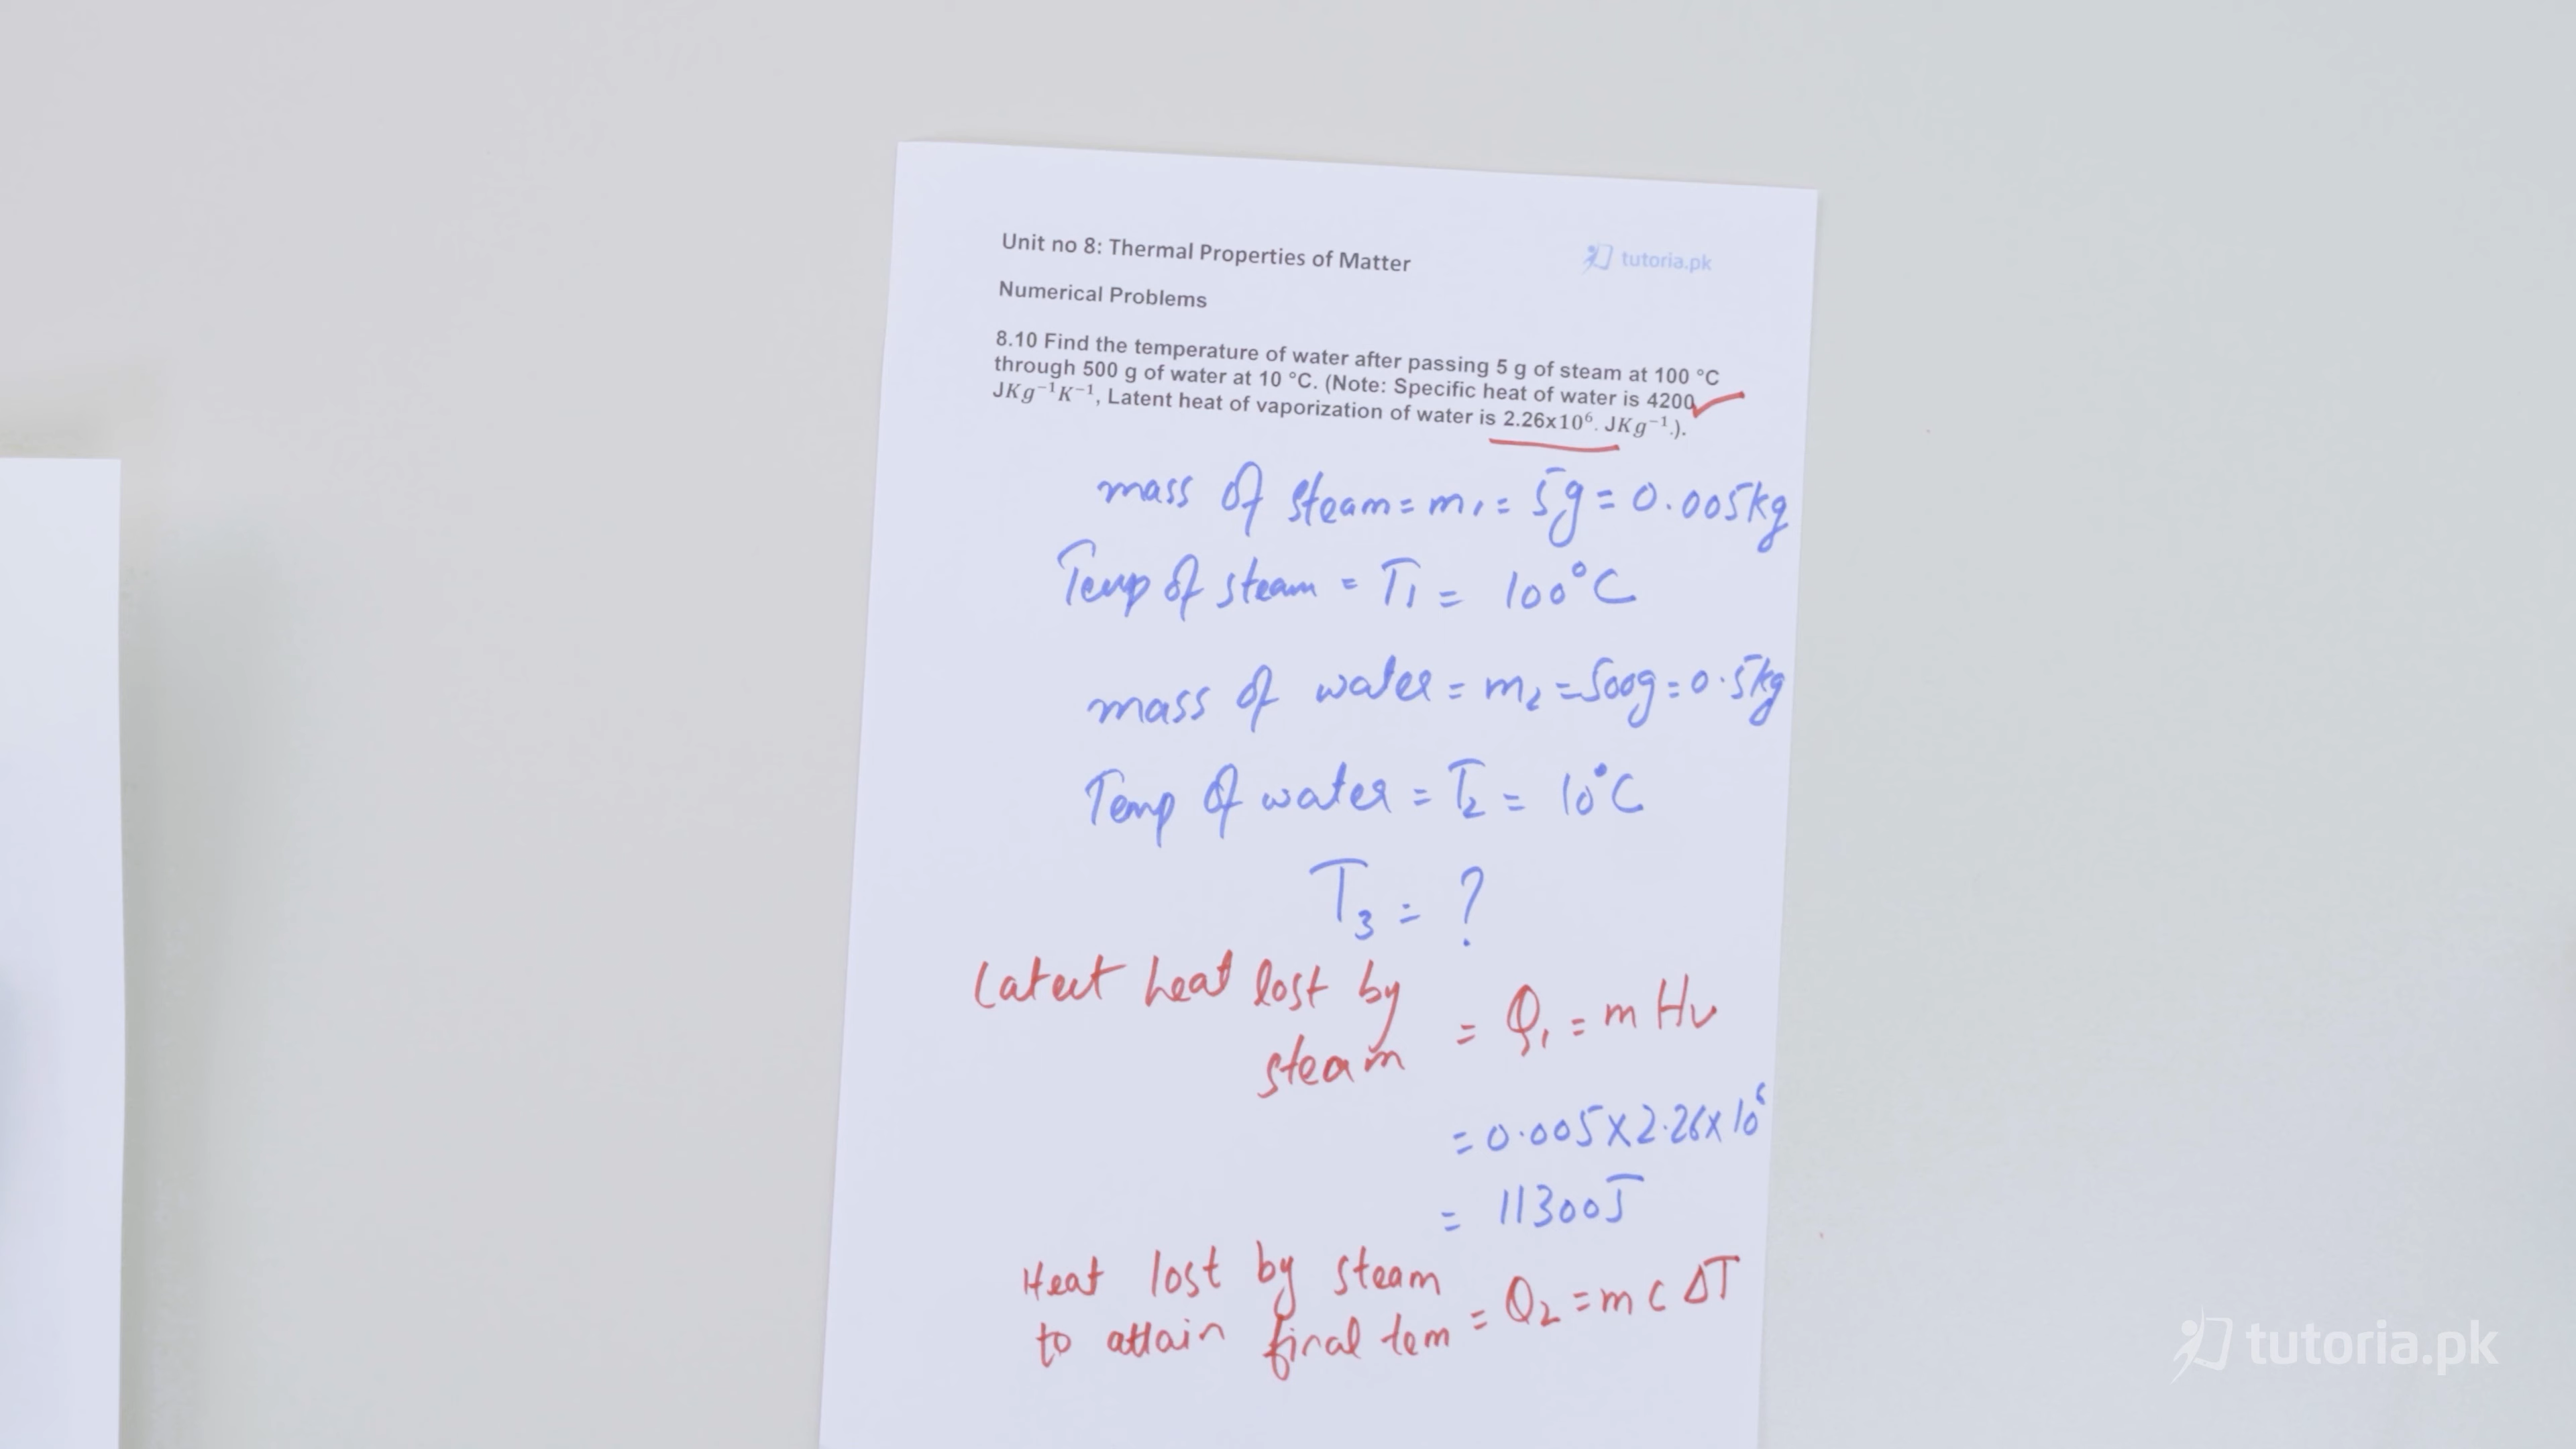 Unit no 8: Thermal Properties of Matter
tutoria.pk
Numerical Problems
8.10 Find the temperature of water after passing 5 g of steam at 100 °C
through 500 g of water at 10 °C. (Note: Specific heat of water is 4200
JKg⁻¹K⁻¹, Latent heat of vaporization of water is 2.26x10⁶. JKg⁻¹.).
mass of steam = m₁ = 5g = 0.005kg
Temp of steam = T₁ = 100°C
mass of water = m₂ = 500g = 0.5kg
Temp of water = T₂ = 10°C
T₃ = ?
Latent heat lost by
steam = Q₁ = m Hv
= 0.005 X 2.26 x 10⁶
= 11300J
Heat lost by steam
to attain final tem = Q₂ = m c ΔT
tutoria.pk